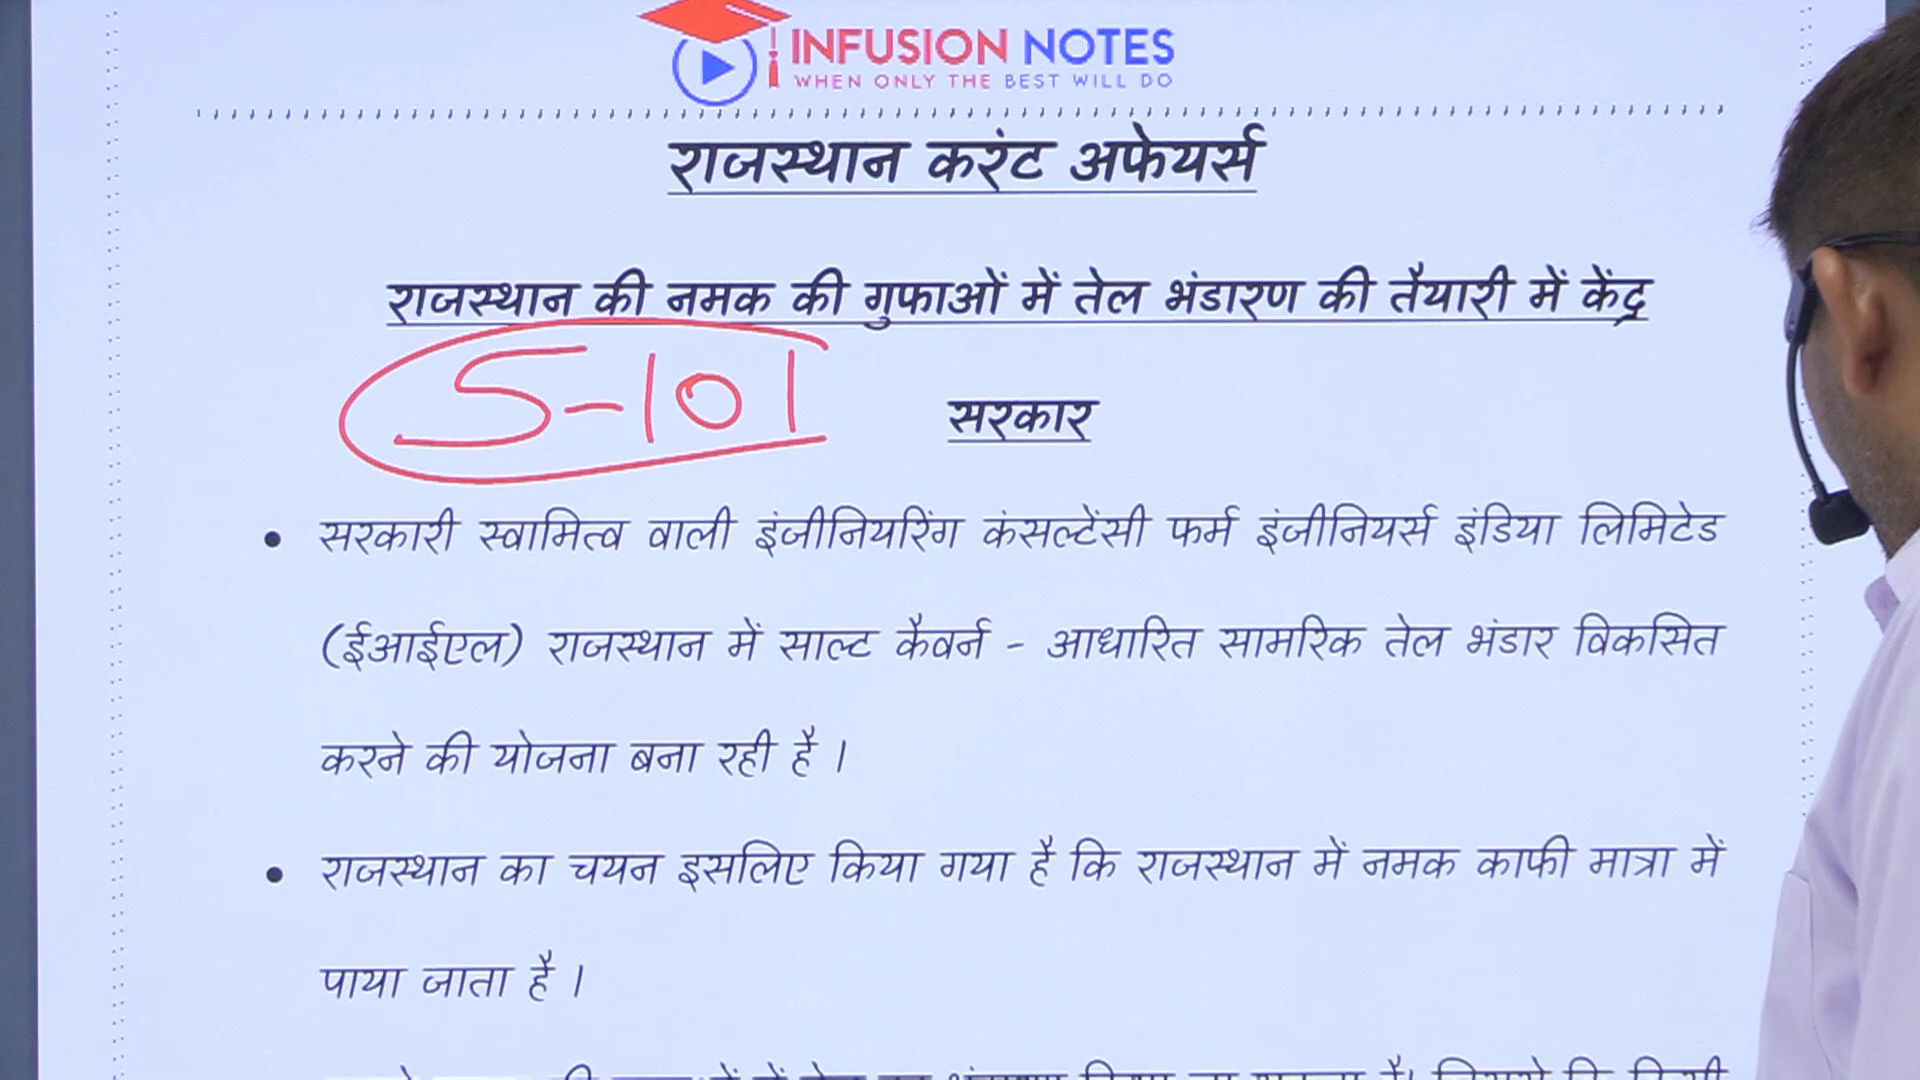 INFUSION NOTES
WHEN ONLY THE BEST WILL DO
राजस्थान करंट अफेयर्स
राजस्थान की नमक की गुफाओं में तेल भंडारण की तैयारी में केंद्र
S-101
सरकार
• सरकारी स्वामित्व वाली इंजीनियरिंग कंसल्टेंसी फर्म इंजीनियर्स इंडिया लिमिटेड
(ईआईएल) राजस्थान में साल्ट कैवर्न - आधारित सामरिक तेल भंडार विकसित
करने की योजना बना रही है ।
• राजस्थान का चयन इसलिए किया गया है कि राजस्थान में नमक काफी मात्रा में
पाया जाता है ।